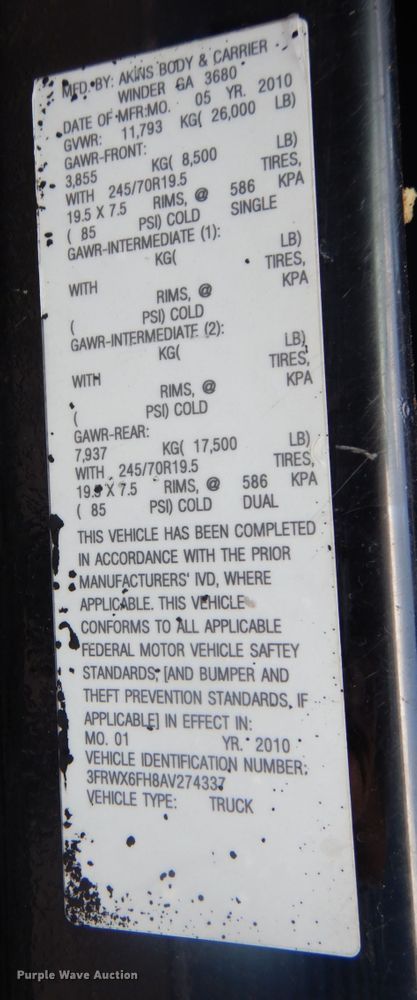 MFD. BY: AKINS BODY & CARRIER
WINDER GA 3680
DATE OF MFR:MO. 05 YR. 2010
GVWR: 11,793 KG( 26,000 LB)
GAWR-FRONT:
3,855 KG( 8,500 LB)
WITH 245/70R19.5 TIRES,
19.5 X 7.5 RIMS, @ 586 KPA
( 85 PSI) COLD SINGLE
GAWR-INTERMEDIATE (1):
KG( LB)
WITH TIRES,
RIMS, @ KPA
( PSI) COLD
GAWR-INTERMEDIATE (2):
KG( LB)
WITH TIRES,
RIMS, @ KPA
( PSI) COLD
GAWR-REAR:
7,937 KG( 17,500 LB)
WITH 245/70R19.5 TIRES,
19.5 X 7.5 RIMS, @ 586 KPA
( 85 PSI) COLD DUAL
THIS VEHICLE HAS BEEN COMPLETED
IN ACCORDANCE WITH THE PRIOR
MANUFACTURERS' IVD, WHERE
APPLICABLE. THIS VEHICLE
CONFORMS TO ALL APPLICABLE
FEDERAL MOTOR VEHICLE SAFTEY
STANDARDS, [AND BUMPER AND
THEFT PREVENTION STANDARDS, IF
APPLICABLE] IN EFFECT IN:
MO. 01 YR. 2010
VEHICLE IDENTIFICATION NUMBER:
3FRWX6FH8AV274337
VEHICLE TYPE: TRUCK
Purple Wave Auction